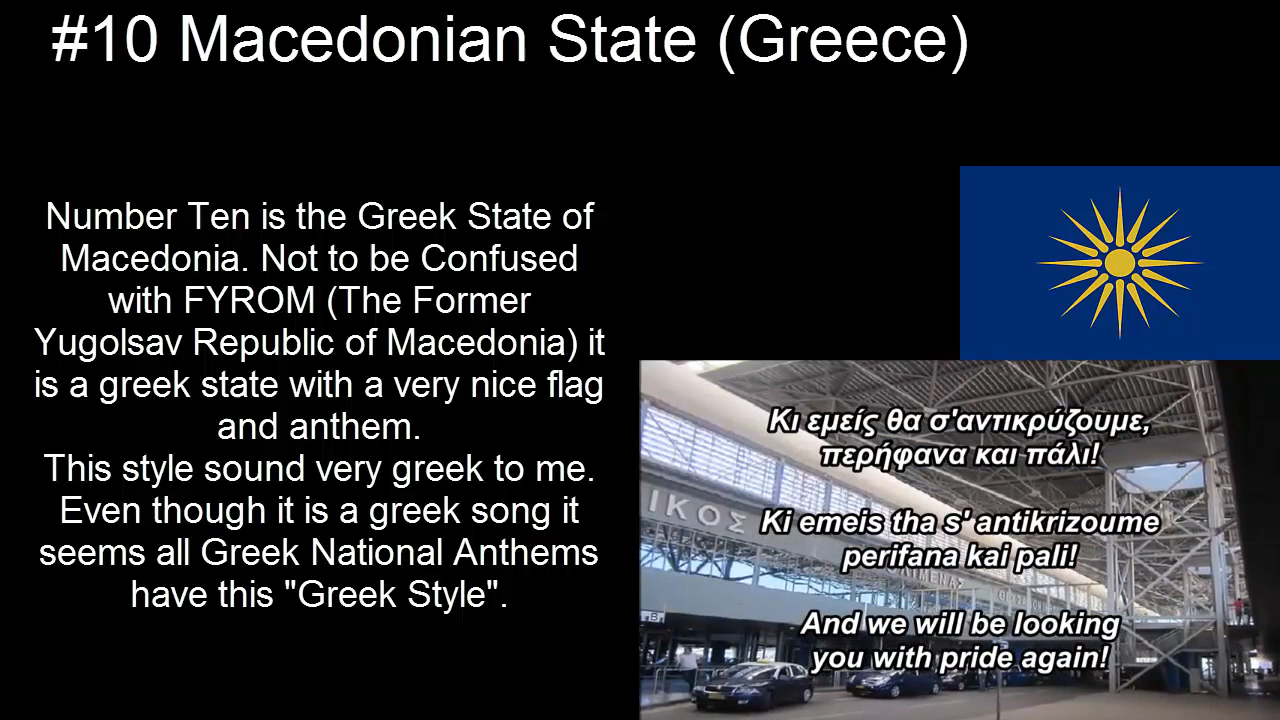 #10 Macedonian State (Greece)
Number Ten is the Greek State of
Macedonia. Not to be Confused
with FYROM (The Former
Yugolsav Republic of Macedonia) it
is a greek state with a very nice flag
and anthem.
This style sound very greek to me.
Even though it is a greek song it
seems all Greek National Anthems
have this "Greek Style".
Κι εμείς θα σ'αντικρύζουμε,
περήφανα και πάλι!
ΙΚΟΣ
Ki emeis tha s' antikrizoume
perifana kai pali!
And we will be looking
you with pride again!